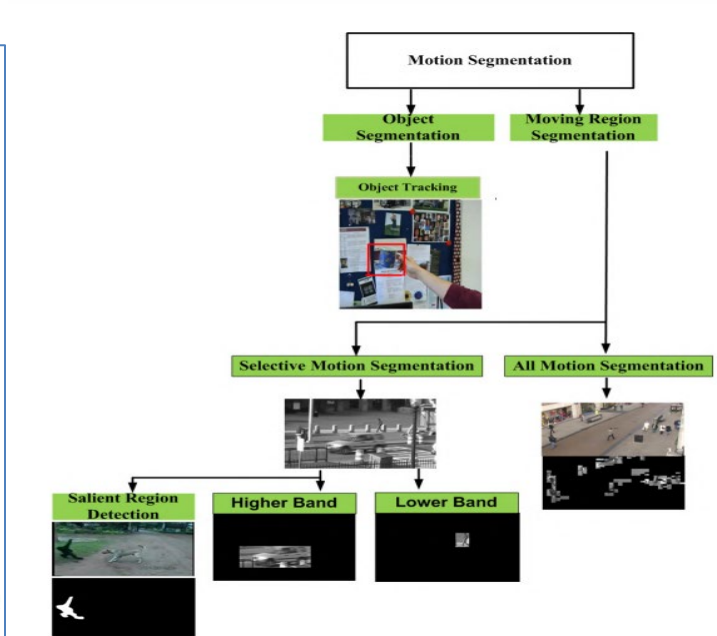 Motion Segmentation
Object
Segmentation
Moving Region
Segmentation
Object Tracking
Selective Motion Segmentation
All Motion Segmentation
Salient Region
Detection
Higher Band
Lower Band